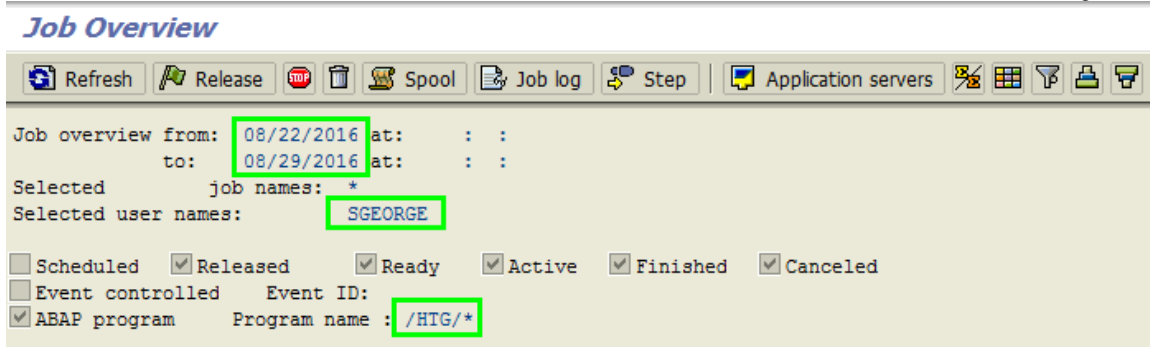 Job Overview
Refresh Release STOP Spool Job log Step Application servers
Job overview from: 08/22/2016 at: : :
to: 08/29/2016 at: : :
Selected job names: *
Selected user names: SGEORGE
Scheduled Released Ready Active Finished Canceled
Event controlled Event ID:
ABAP program Program name : /HTG/*